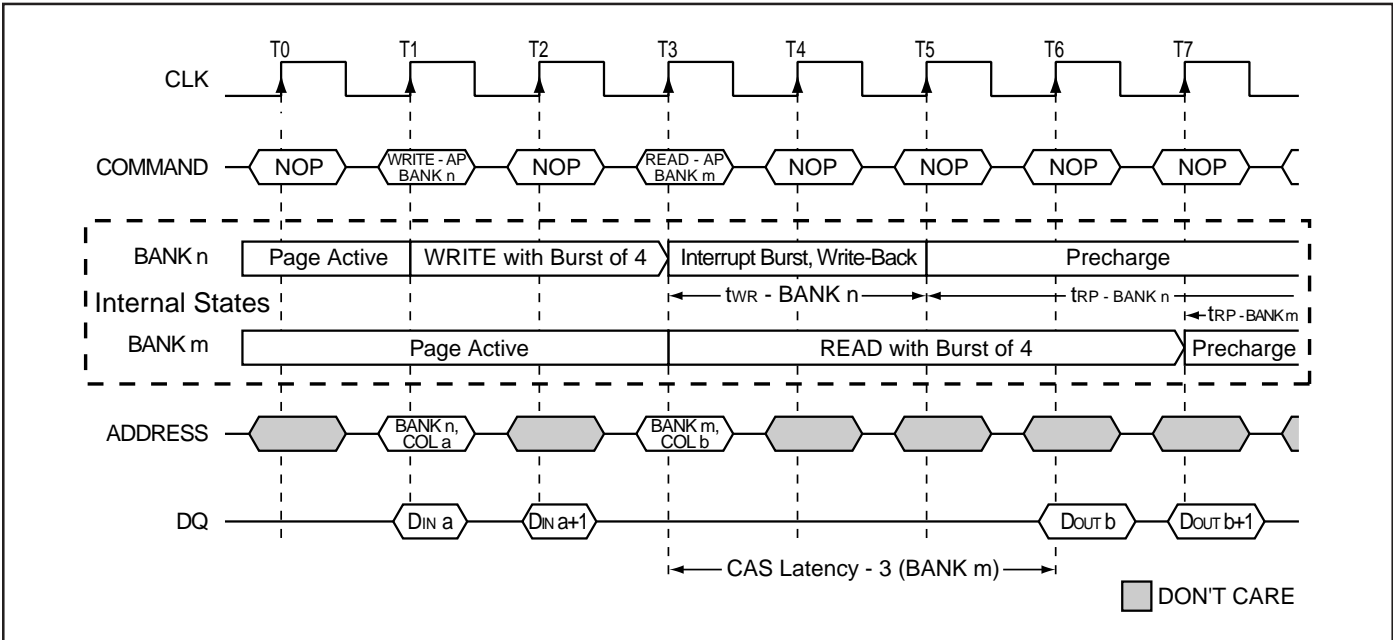 T0 T1 T2 T3 T4 T5 T6 T7
CLK
COMMAND NOP WRITE - AP BANK n NOP READ - AP BANK m NOP NOP NOP NOP
BANK n Page Active WRITE with Burst of 4 Interrupt Burst, Write-Back Precharge
Internal States tWR - BANK n tRP - BANK n
tRP - BANK m
BANK m Page Active READ with Burst of 4 Precharge
ADDRESS BANK n, COL a BANK m, COL b
DQ DIN a DIN a+1 DOUT b DOUT b+1
CAS Latency - 3 (BANK m)
DON'T CARE